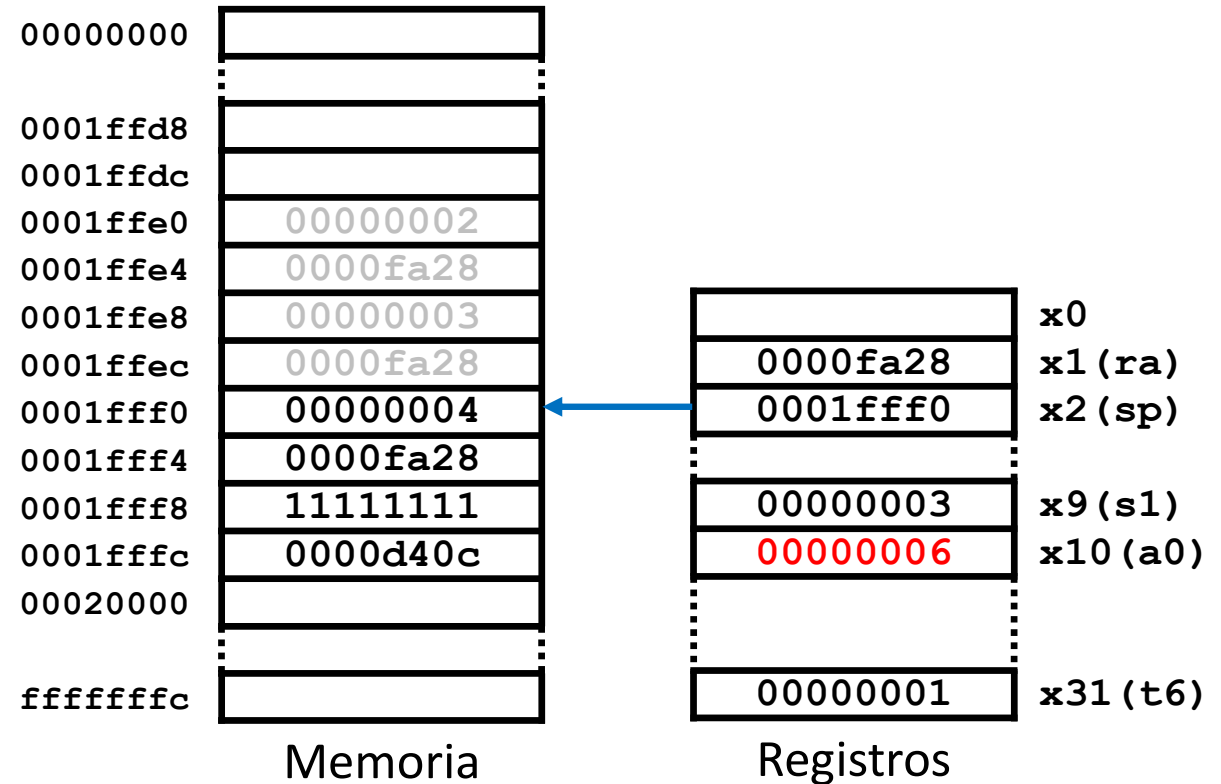 00000000
0001ffd8
0001ffdc
0001ffe0 00000002
0001ffe4 0000fa28
0001ffe8 00000003 x0
0001ffec 0000fa28 0000fa28 x1(ra)
0001fff0 00000004 0001fff0 x2(sp)
0001fff4 0000fa28
0001fff8 11111111 00000003 x9(s1)
0001fffc 0000d40c 00000006 x10(a0)
00020000
fffffffc 00000001 x31(t6)
Memoria Registros